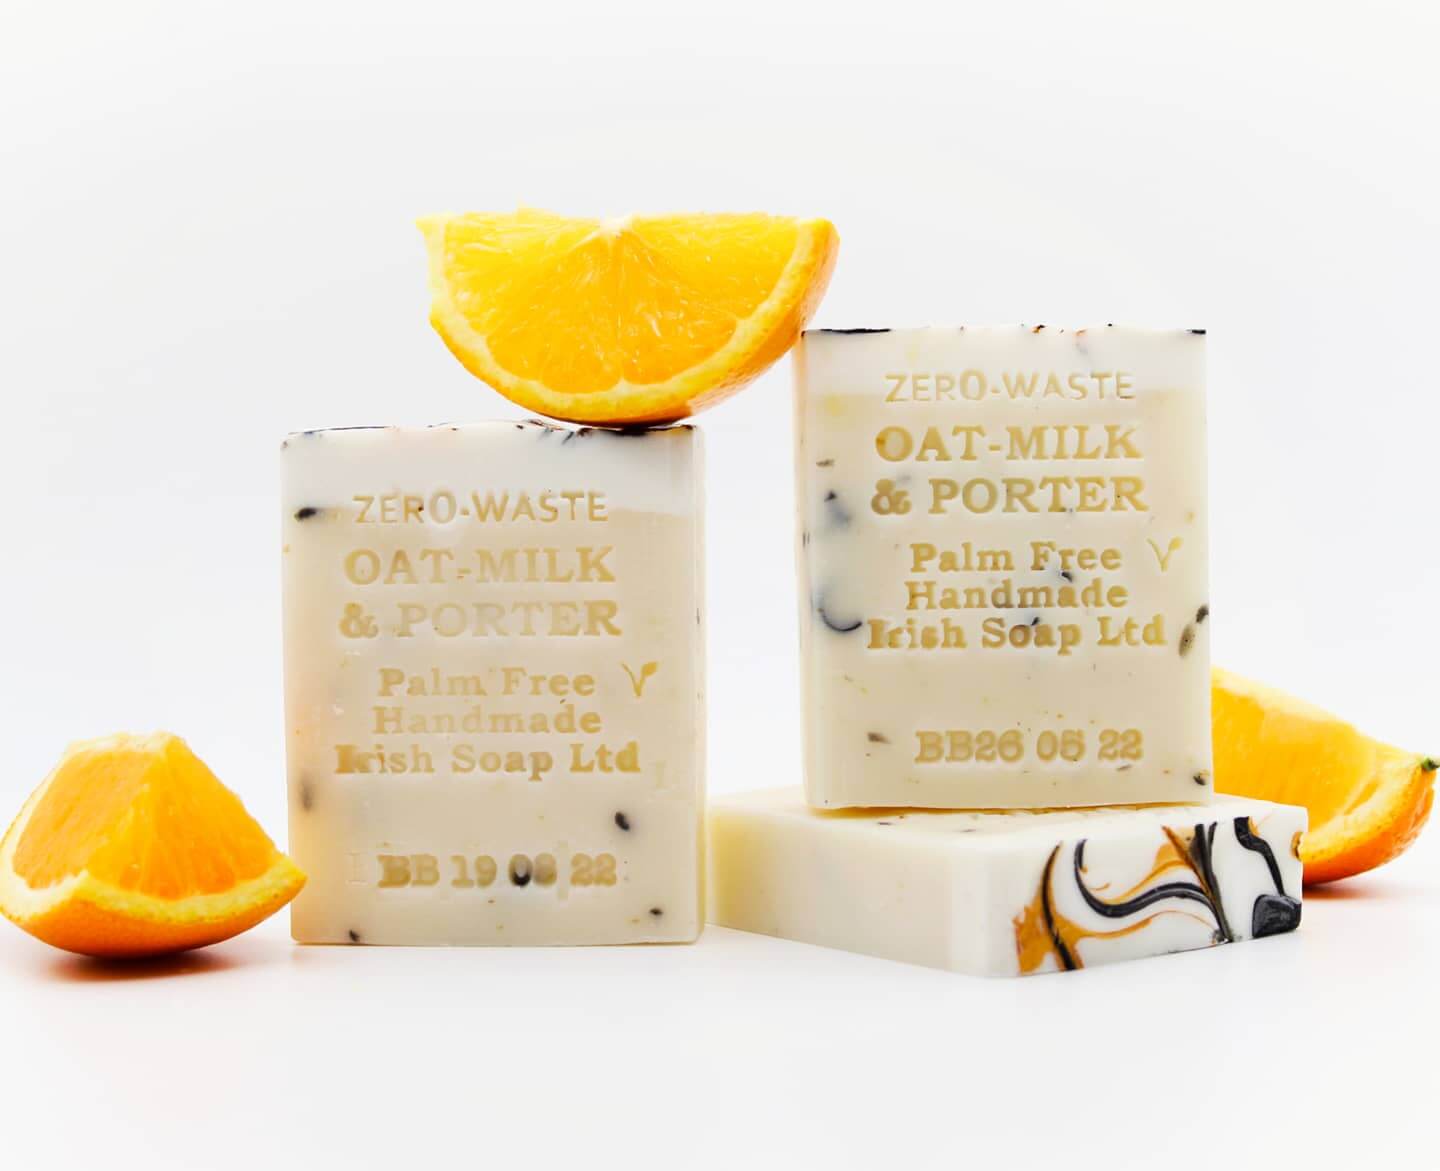 ZERO-WASTE
OAT-MILK
& PORTER
Palm Free
Handmade
Irish Soap Ltd
BB 19 08 22
ZERO-WASTE
OAT-MILK
& PORTER
Palm Free
Handmade
Irish Soap Ltd
BB26 05 22